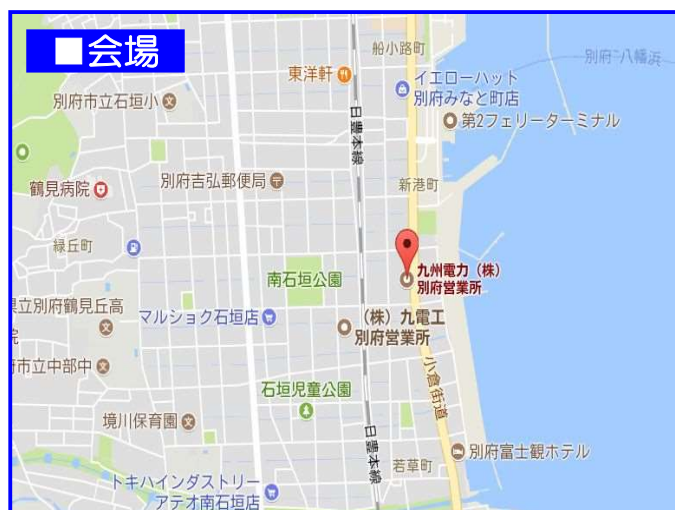 ■会場
船小路町
別府-八幡浜
東洋軒
イエローハット
別府みなと町店
別府市立石垣小
第2フェリーターミナル
日豊本線
別府吉弘郵便局
新港町
鶴見病院
緑丘町
九州電力（株）
別府営業所
南石垣公園
県立別府鶴見丘高
マルショク石垣店
（株）九電工
別府営業所
院
府市立中部中
小倉街道
石垣児童公園
境川保育園
日豊本線
若草町
別府富士観ホテル
トキハインダストリー
アテオ南石垣店